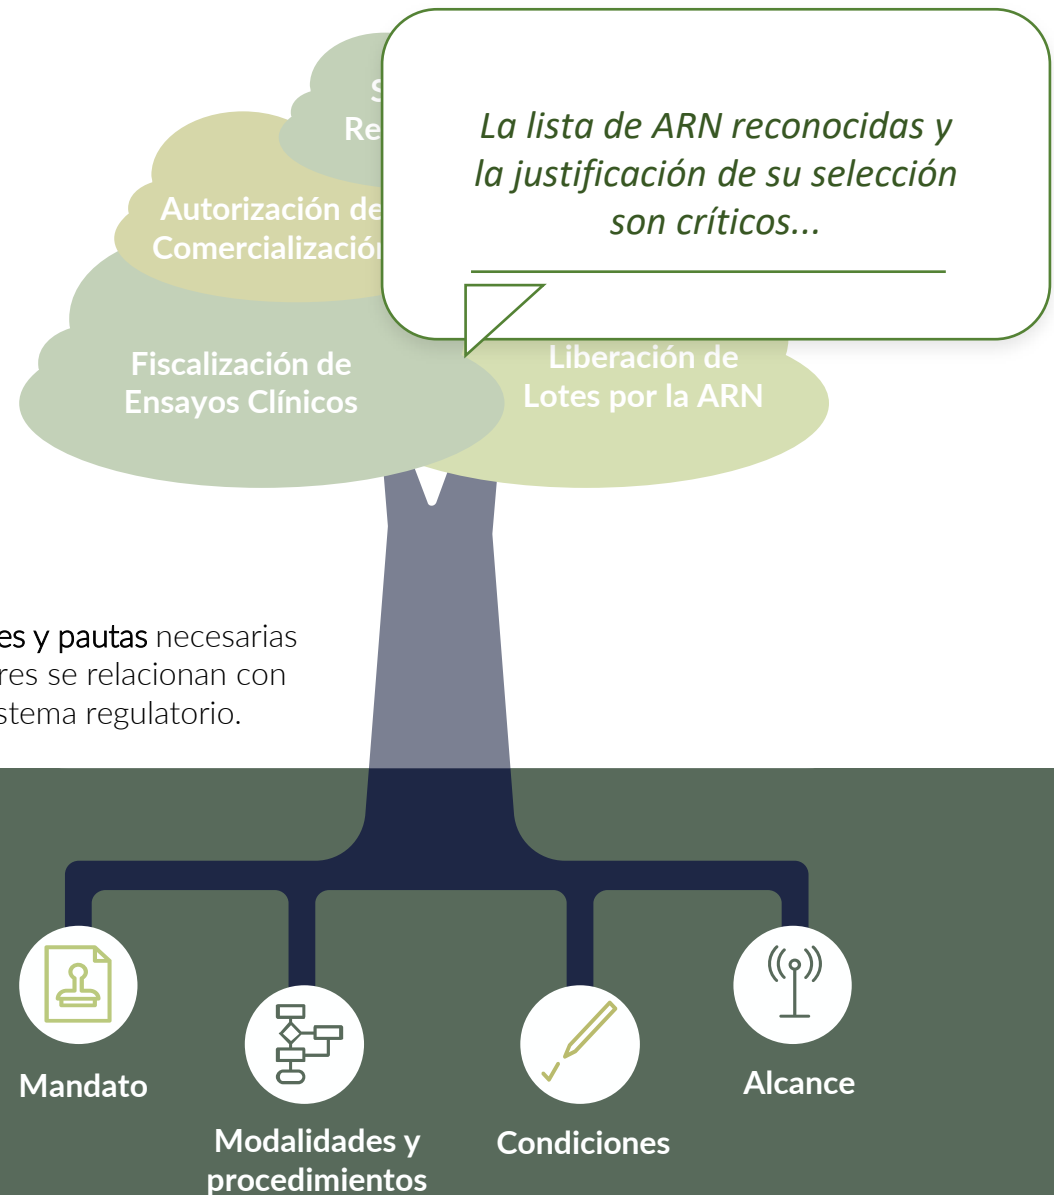 La lista de ARN reconocidas y
la justificación de su selección
son críticos...
Autorización de
Comercialización
Fiscalización de
Ensayos Clínicos
Liberación de
Lotes por la ARN
es y pautas necesarias
res se relacionan con
stema regulatorio.
Mandato
Modalidades y
procedimientos
Condiciones
Alcance